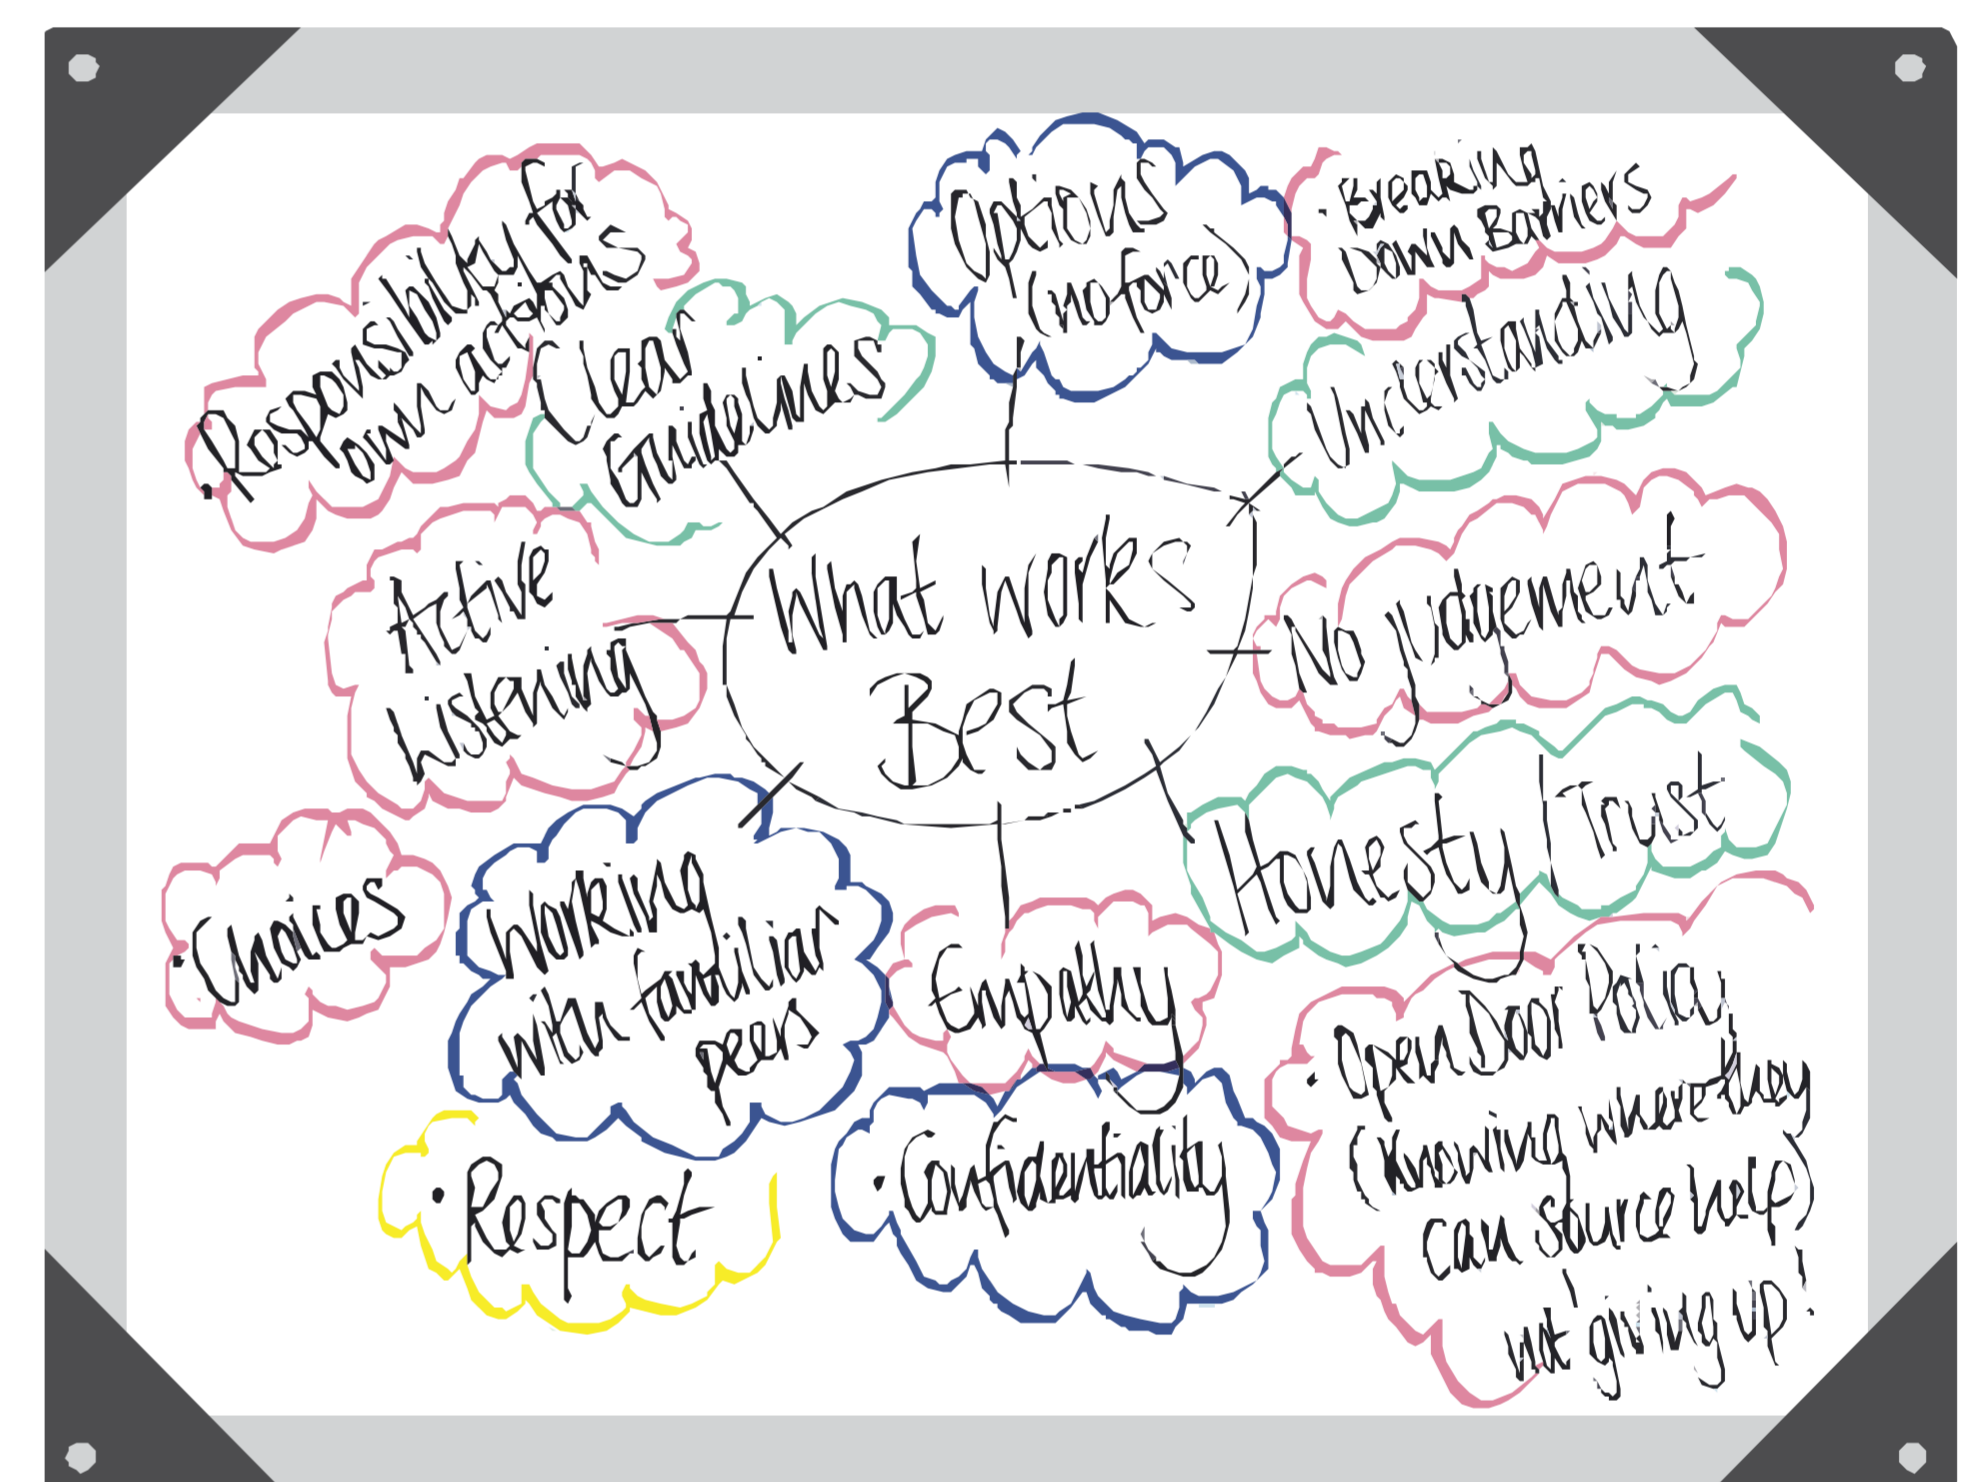 • Responsibility for
own actions
Clear
Guidelines
Options
(no force)
• Breaking
Down Barriers
Understanding
Active
Listening
What works
Best
No judgement
Honesty | Trust
• Choices
Working
with familiar
peers
Empathy
• Respect
• Confidentiality
• Open Door Policy
(Knowing where they
can source help)
not giving up!